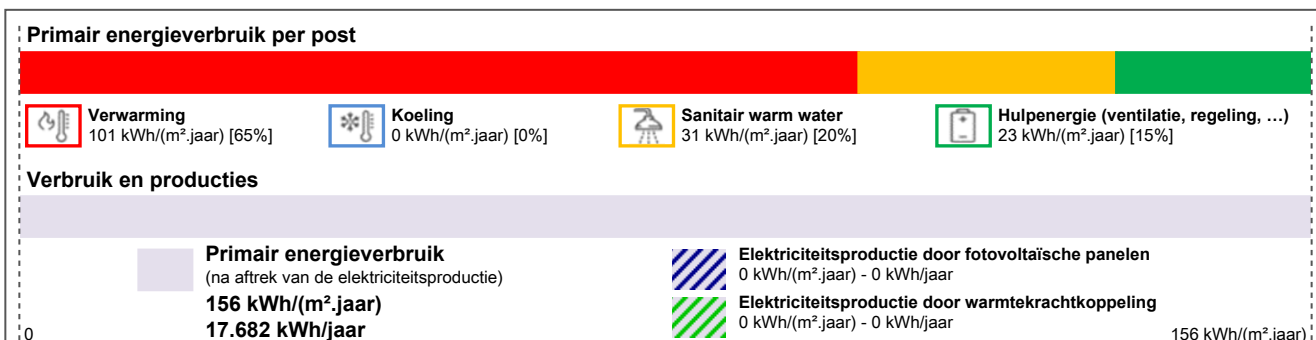 Primair energieverbruik per post
Verwarming
101 kWh/(m².jaar) [65%]
Koeling
0 kWh/(m².jaar) [0%]
Sanitair warm water
31 kWh/(m².jaar) [20%]
Hulpenergie (ventilatie, regeling, …)
23 kWh/(m².jaar) [15%]
Verbruik en producties
Primair energieverbruik
(na aftrek van de elektriciteitsproductie)
156 kWh/(m².jaar)
17.682 kWh/jaar
Elektriciteitsproductie door fotovoltaïsche panelen
0 kWh/(m².jaar) - 0 kWh/jaar
Elektriciteitsproductie door warmtekrachtkoppeling
0 kWh/(m².jaar) - 0 kWh/jaar
0
156 kWh/(m².jaar)